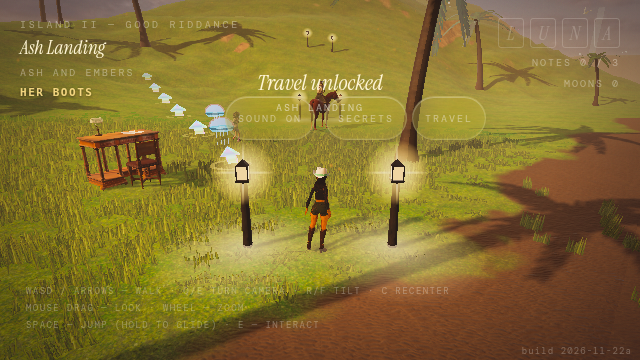 ISLAND II — GOOD RIDDANCE
Ash Landing
ASH AND EMBERS
HER BOOTS
LUNA
NOTES 0 / 3
MOONS 0
Travel unlocked
ASH LANDING
SOUND ON
SECRETS
TRAVEL
C RECENTER
MOUSE DRAG — LOOK / WHEEL — ZOOM
SPACE — JUMP (HOLD TO GLIDE) — E — INTERACT
build 2026-11-22a